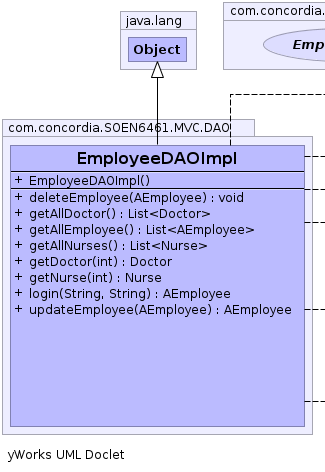 java.lang
com.concordia.
Object
Emp
com.concordia.SOEN6461.MVC.DAO
EmployeeDAOImpl
+ EmployeeDAOImpl()
+ deleteEmployee(AEmployee) : void
+ getAllDoctor() : List<Doctor>
+ getAllEmployee() : List<AEmployee>
+ getAllNurses() : List<Nurse>
+ getDoctor(int) : Doctor
+ getNurse(int) : Nurse
+ login(String, String) : AEmployee
+ updateEmployee(AEmployee) : AEmployee
yWorks UML Doclet